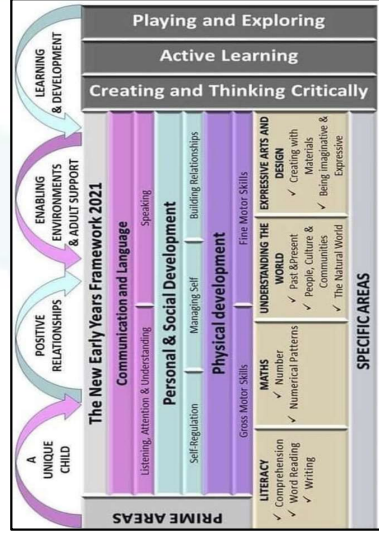 A
UNIQUE
CHILD
POSITIVE
RELATIONSHIPS
ENABLING
ENVIRONMENTS
& ADULT SUPPORT
LEARNING
& DEVELOPMENT
PRIME AREAS
The New Early Years Framework 2021
Communication and Language
Listening, Attention & Understanding
Speaking
Personal & Social Development
Self-Regulation
Managing Self
Building Relationships
Physical development
Gross Motor Skills
Fine Motor Skills
LITERACY
✓ Comprehension
✓ Word Reading
✓ Writing
MATHS
✓ Number
✓ Numerical Patterns
UNDERSTANDING THE
WORLD
✓ Past &Present
✓ People, Culture &
Communities
✓ The Natural World
EXPRESSIVE ARTS AND
DESIGN
✓ Creating with
Materials
✓ Being imaginative &
Expressive
SPECIFIC AREAS
Playing and Exploring
Active Learning
Creating and Thinking Critically